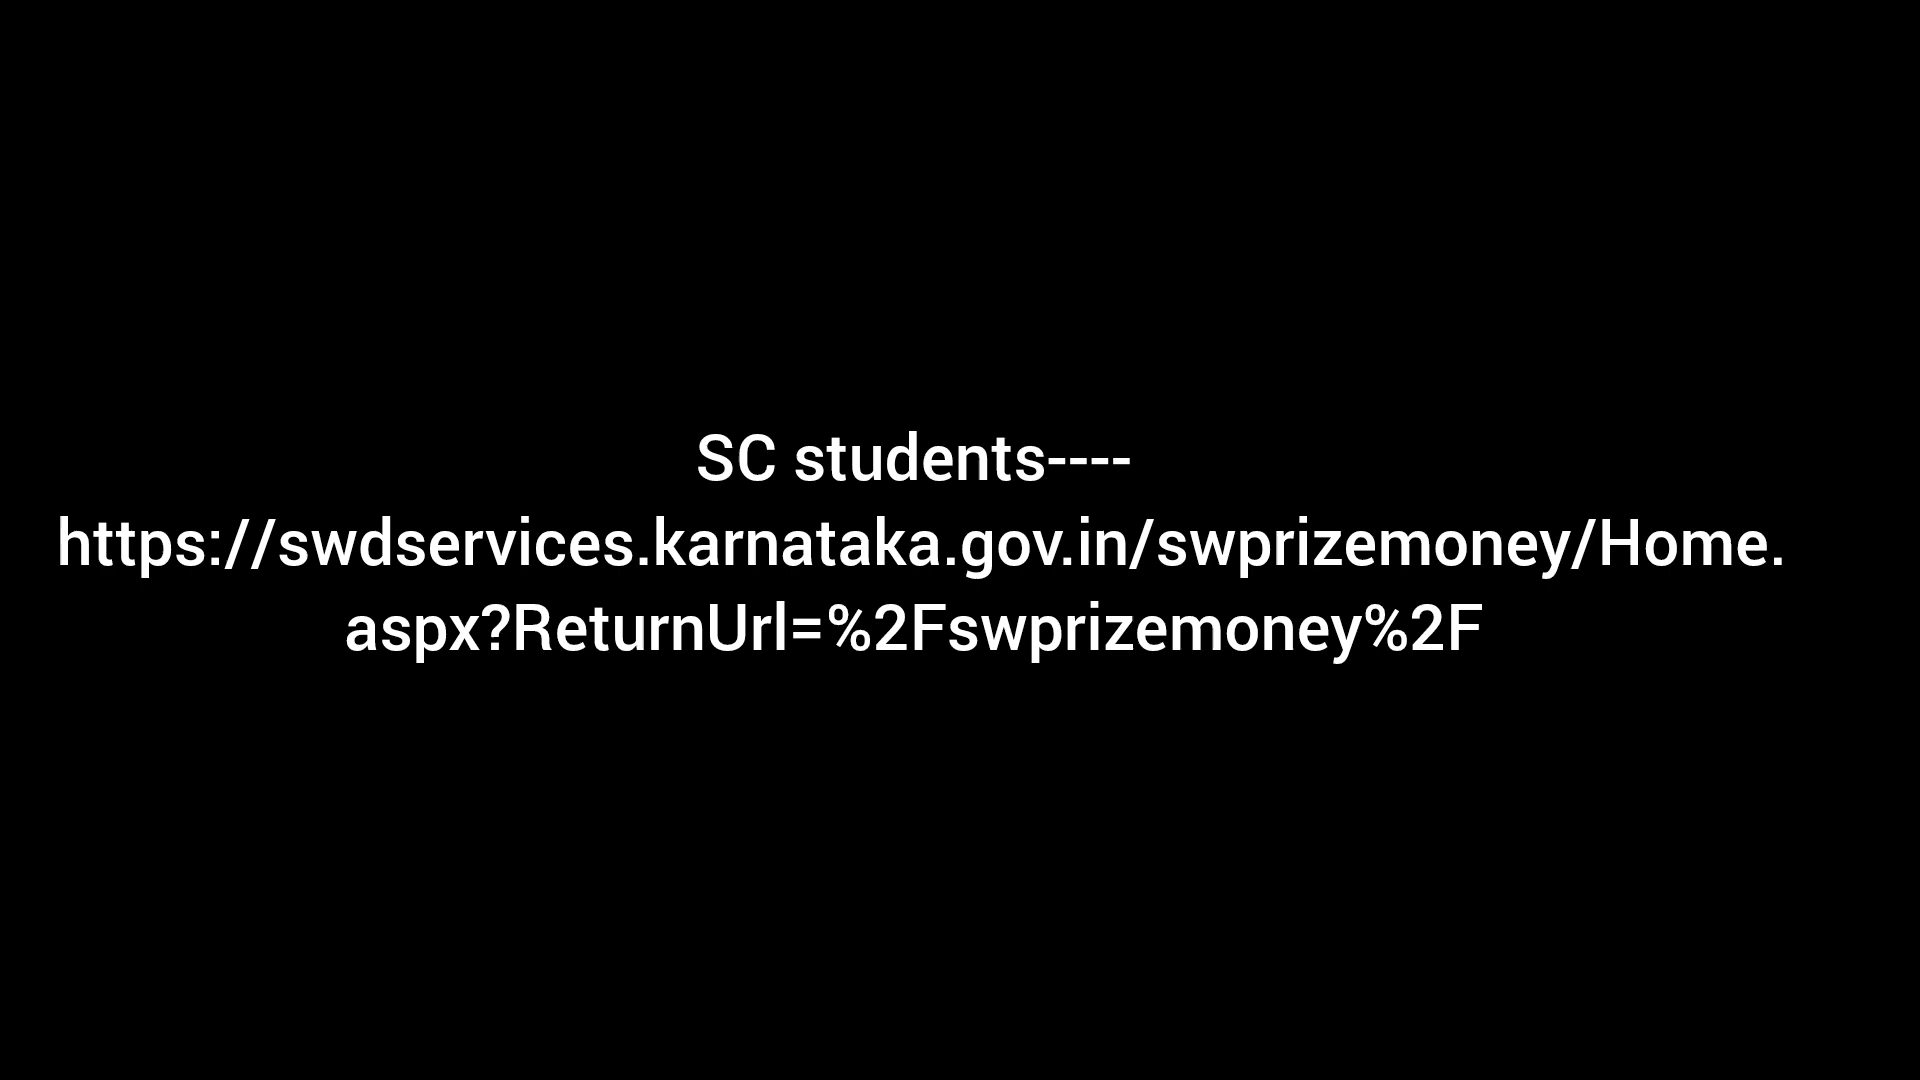 SC students----
https://swdservices.karnataka.gov.in/swprizemoney/Home.
aspx?ReturnUrl=%2Fswprizemoney%2F